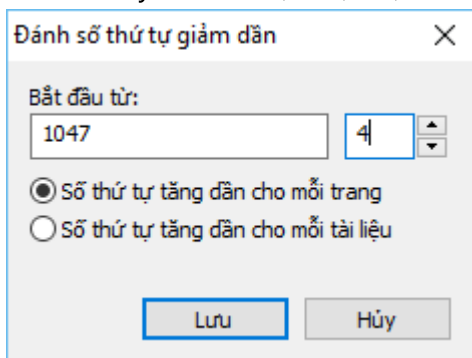 Đánh số thứ tự giảm dần
Bắt đầu từ:
1047 4
Số thứ tự tăng dần cho mỗi trang
Số thứ tự tăng dần cho mỗi tài liệu
Lưu Hủy